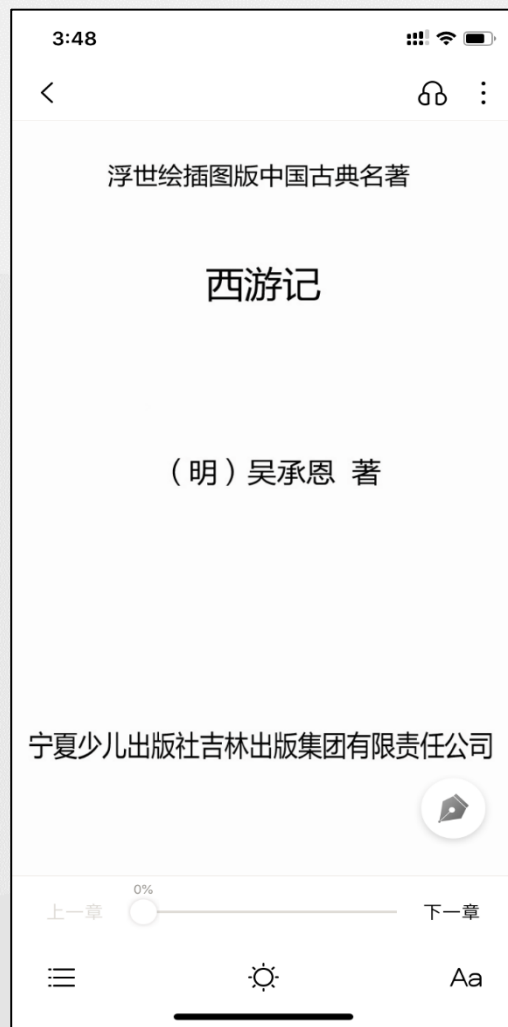 3:48
浮世绘插图版中国古典名著
西游记
（明）吴承恩 著
宁夏少儿出版社吉林出版集团有限责任公司
0%
上一章 下一章
Aa